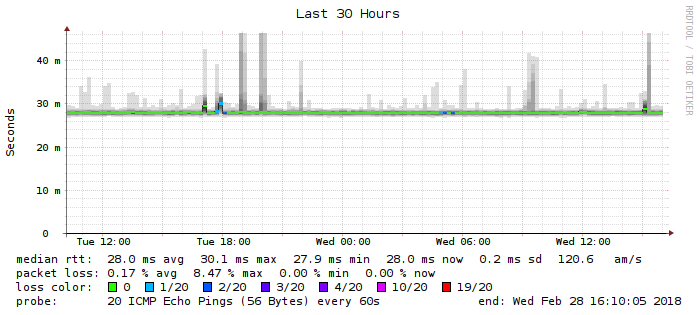 Last 30 Hours
RRDTOOL / TOBI OETIKER
Seconds
40 m
30 m
20 m
10 m
0
Tue 12:00 Tue 18:00 Wed 00:00 Wed 06:00 Wed 12:00
median rtt: 28.0 ms avg 30.1 ms max 27.9 ms min 28.0 ms now 0.2 ms sd 120.6 am/s
packet loss: 0.17 % avg 8.47 % max 0.00 % min 0.00 % now
loss color: 0 1/20 2/20 3/20 4/20 10/20 19/20
probe: 20 ICMP Echo Pings (56 Bytes) every 60s end: Wed Feb 28 16:10:05 2018